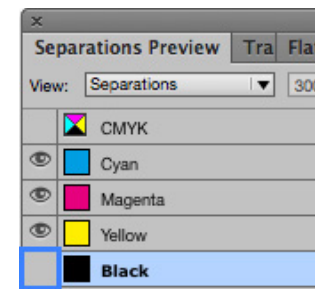 Separations Preview Tra Fla
View: Separations 300
CMYK
Cyan
Magenta
Yellow
Black